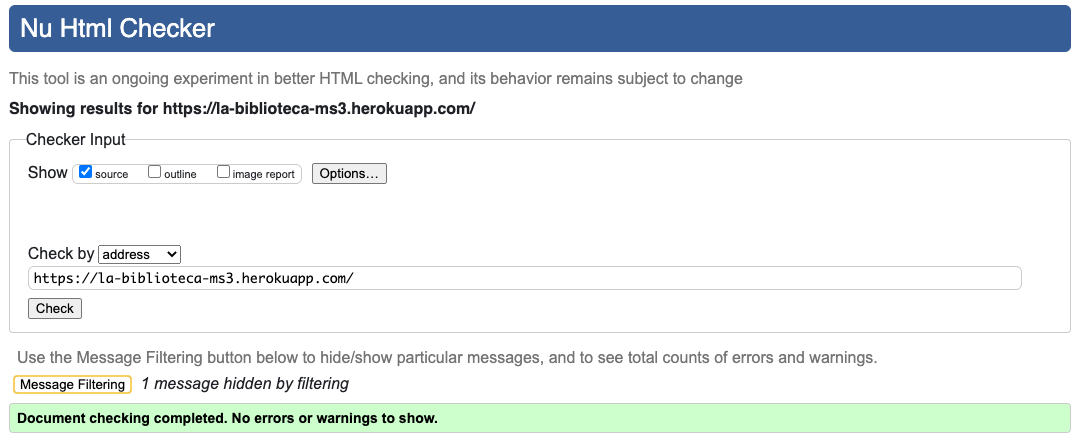 Nu Html Checker
This tool is an ongoing experiment in better HTML checking, and its behavior remains subject to change
Showing results for https://la-biblioteca-ms3.herokuapp.com/
Checker Input
Show source outline image report Options...
Check by address
https://la-biblioteca-ms3.herokuapp.com/
Check
Use the Message Filtering button below to hide/show particular messages, and to see total counts of errors and warnings.
Message Filtering 1 message hidden by filtering
Document checking completed. No errors or warnings to show.